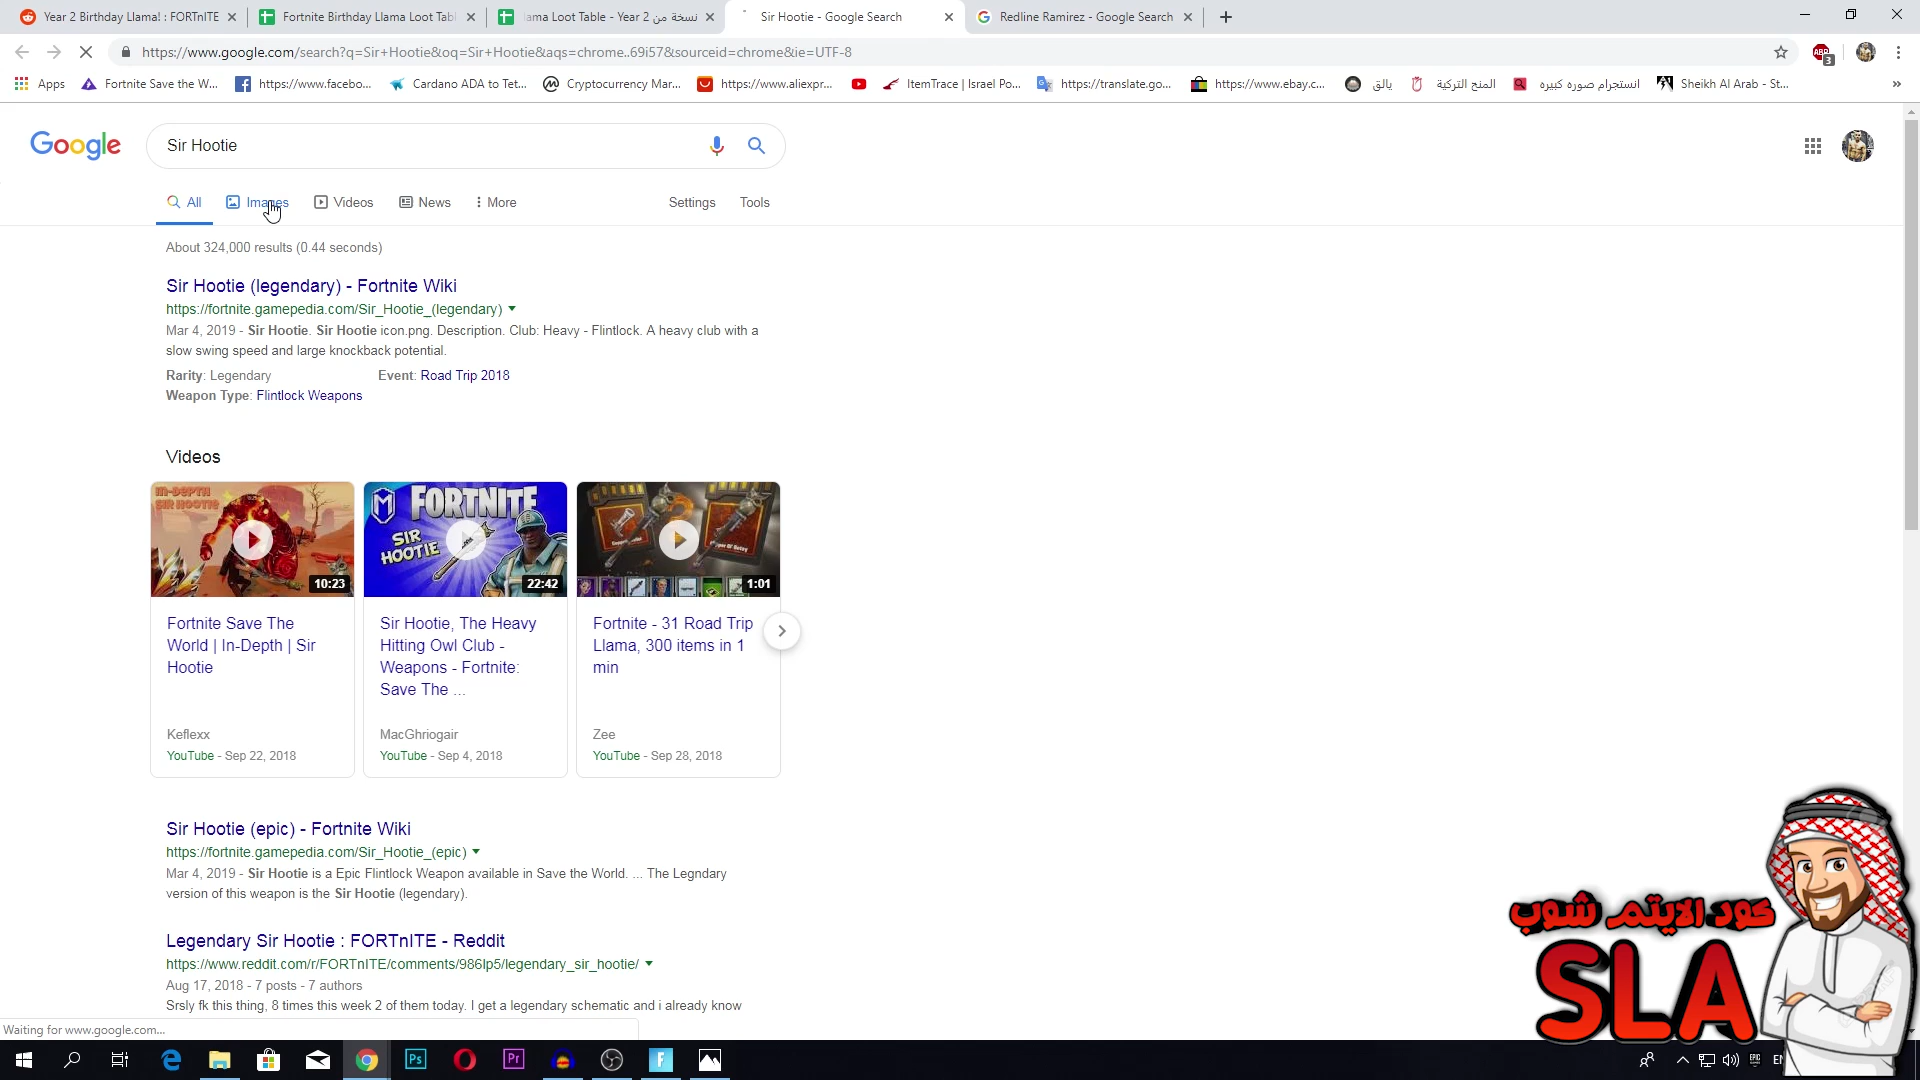 Year 2 Birthday Llama! : FORTnITE
Fortnite Birthday Llama Loot Tabl
lama Loot Table - Year 2 نسخة من
Sir Hootie - Google Search
Redline Ramirez - Google Search
https://www.google.com/search?q=Sir+Hootie&oq=Sir+Hootie&aqs=chrome..69i57&sourceid=chrome&ie=UTF-8
ABP
3
Apps
Fortnite Save the W...
https://www.facebo...
Cardano ADA to Tet...
Cryptocurrency Mar...
https://www.aliexpr...
ItemTrace | Israel Po...
https://translate.go...
https://www.ebay.c...
يالق
المنح التركية
انستجرام صوره كبيره
Sheikh Al Arab - St...
»
Google
Sir Hootie
All
Images
Videos
News
More
Settings
Tools
About 324,000 results (0.44 seconds)
Sir Hootie (legendary) - Fortnite Wiki
https://fortnite.gamepedia.com/Sir_Hootie_(legendary)
Mar 4, 2019 - Sir Hootie. Sir Hootie icon.png. Description. Club: Heavy - Flintlock. A heavy club with a
slow swing speed and large knockback potential.
Rarity: Legendary
Event: Road Trip 2018
Weapon Type: Flintlock Weapons
Videos
IN-DEPTH
SIR HOOTIE
10:23
FORTNITE
SIR
HOOTIE
22:42
1:01
Fortnite Save The
World | In-Depth | Sir
Hootie
Keflexx
YouTube - Sep 22, 2018
Sir Hootie, The Heavy
Hitting Owl Club -
Weapons - Fortnite:
Save The ...
MacGhriogair
YouTube - Sep 4, 2018
Fortnite - 31 Road Trip
Llama, 300 items in 1
min
Zee
YouTube - Sep 28, 2018
Sir Hootie (epic) - Fortnite Wiki
https://fortnite.gamepedia.com/Sir_Hootie_(epic)
Mar 4, 2019 - Sir Hootie is a Epic Flintlock Weapon available in Save the World. ... The Legndary
version of this weapon is the Sir Hootie (legendary).
Legendary Sir Hootie : FORTnITE - Reddit
https://www.reddit.com/r/FORTnITE/comments/986lp5/legendary_sir_hootie/
Aug 17, 2018 - 7 posts - 7 authors
Srsly fk this thing, 8 times this week 2 of them today. I get a legendary schematic and i already know
Waiting for www.google.com...
كود الايتم شوب
SLA
Ps
Pr
EPIC